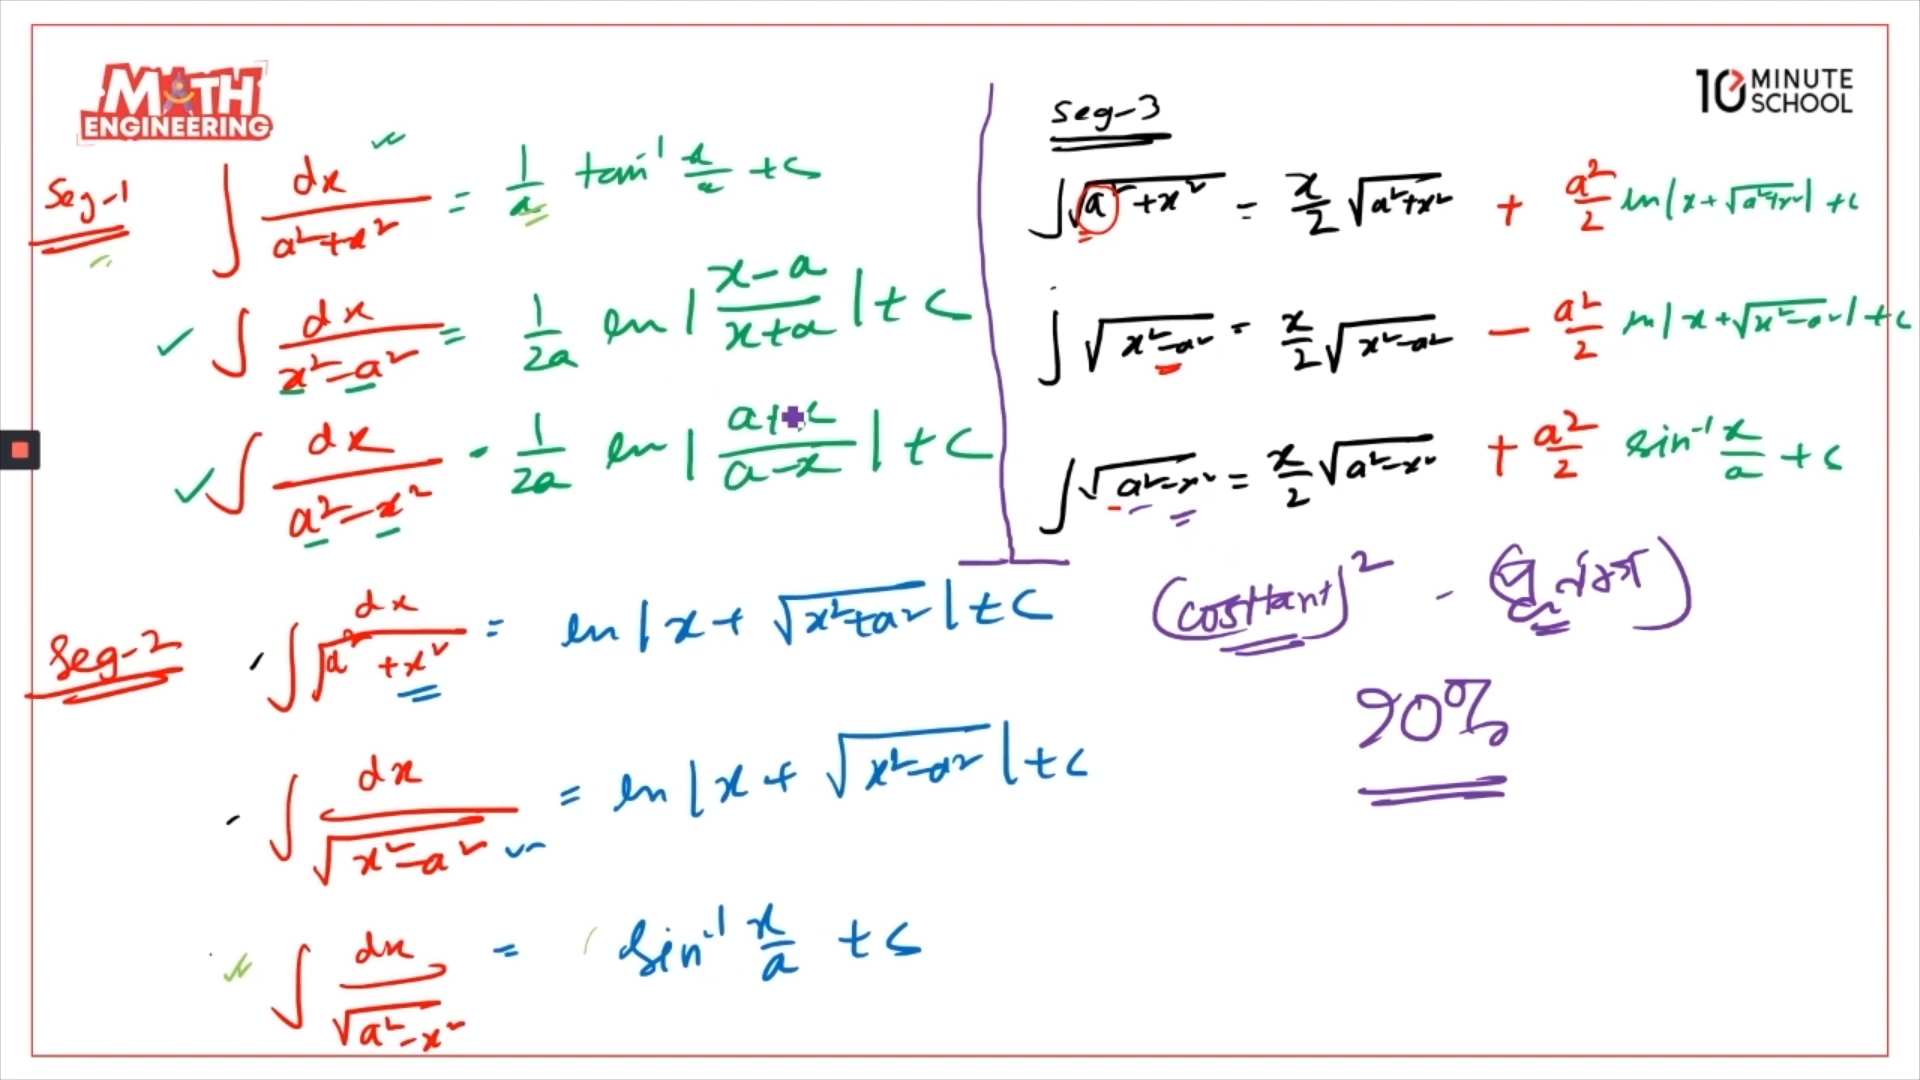 MATH
ENGINEERING
10 MINUTE
SCHOOL
Seg-1
∫ dx/(a²+x²) = 1/a tan⁻¹ x/a + c
∫ dx/(x²-a²) = 1/2a ln|(x-a)/(x+a)| + c
∫ dx/(a²-x²) = 1/2a ln|(a+x)/(a-x)| + c
Seg-2
∫ dx/√(a²+x²) = ln|x+√(x²+a²)| + c
∫ dx/√(x²-a²) = ln|x+√(x²-a²)| + c
∫ dx/√(a²-x²) = sin⁻¹ x/a + c
Seg-3
∫√(a²+x²) = x/2 √(a²+x²) + a²/2 ln|x+√(a²+x²)| + c
∫√(x²-a²) = x/2 √(x²-a²) - a²/2 ln|x+√(x²-a²)| + c
∫√(a²-x²) = x/2 √(a²-x²) + a²/2 sin⁻¹ x/a + c
(costtant)² -
90%